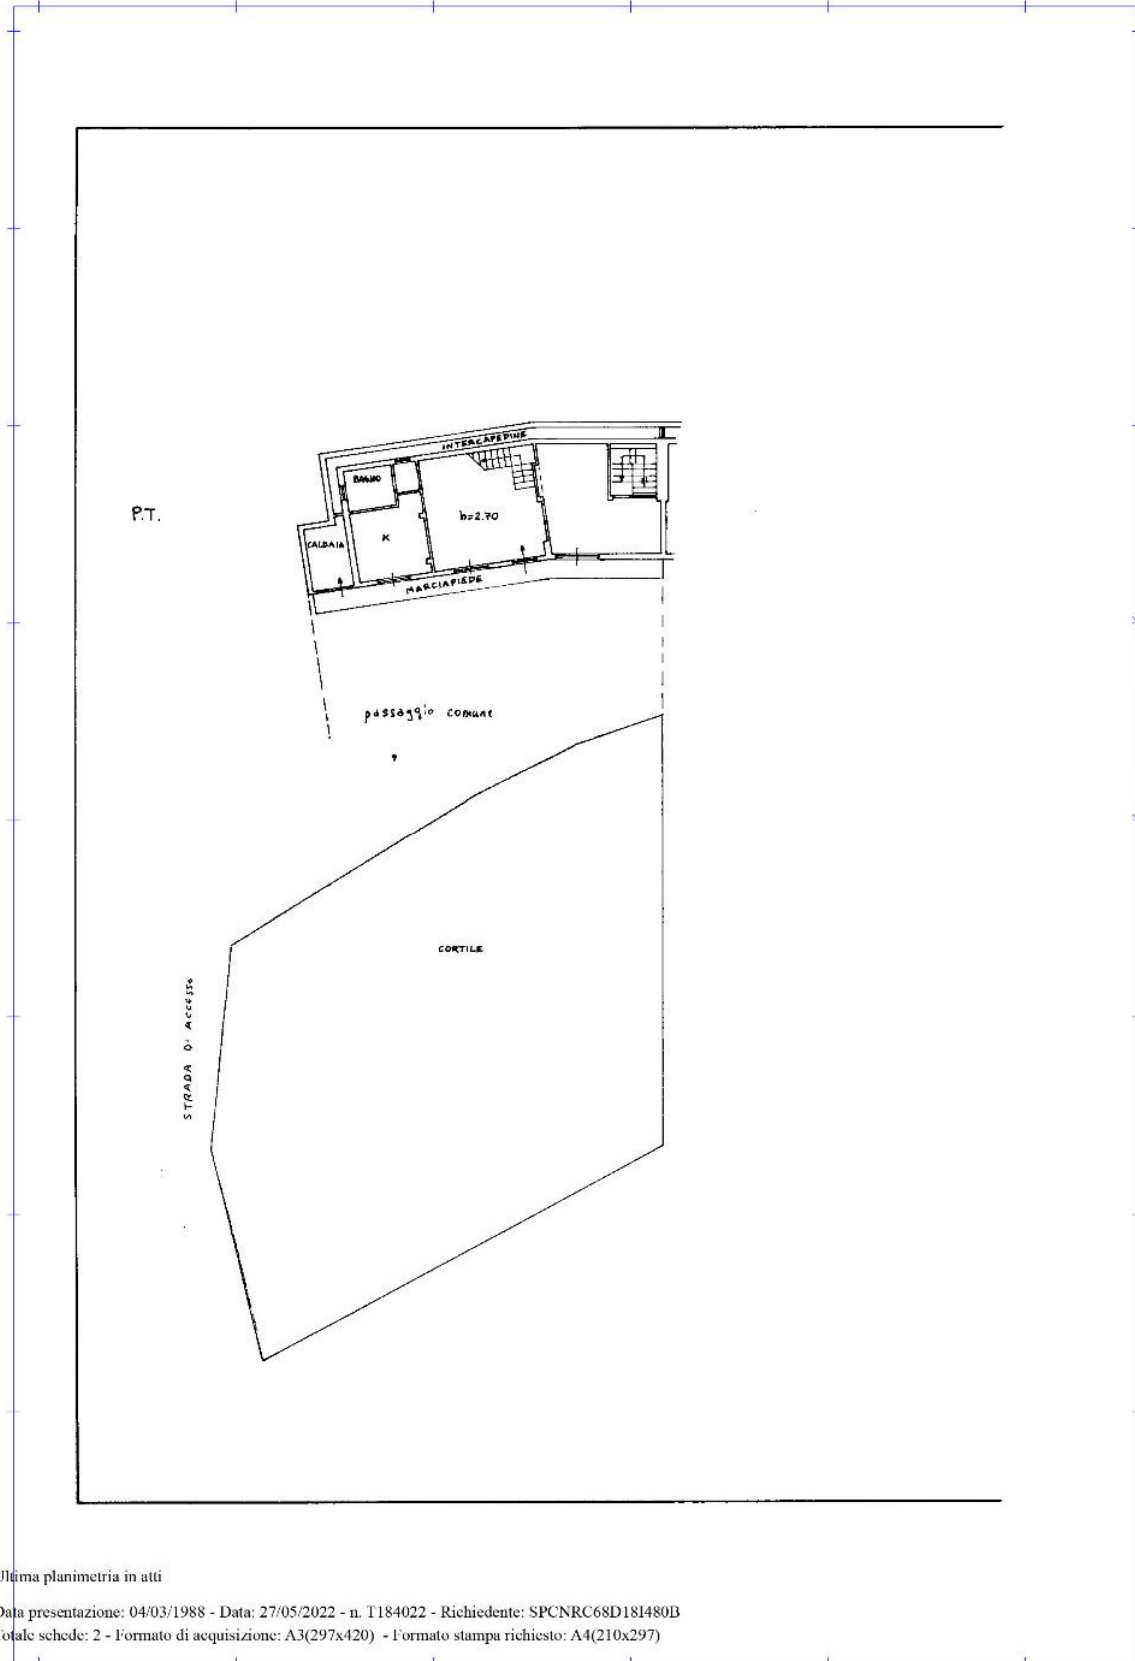 INTERCAPEDINE
BAGNO
P.T.
h=2.70
K
CALDAIA
MARCIAPIEDE
passaggio comune
CORTILE
STRADA DI ACCESSO
Ultima planimetria in atti
Data presentazione: 04/03/1988 - Data: 27/05/2022 - n. T184022 - Richiedente: SPCNRC68D18I480B
Totale schede: 2 - Formato di acquisizione: A3(297x420) - Formato stampa richiesto: A4(210x297)